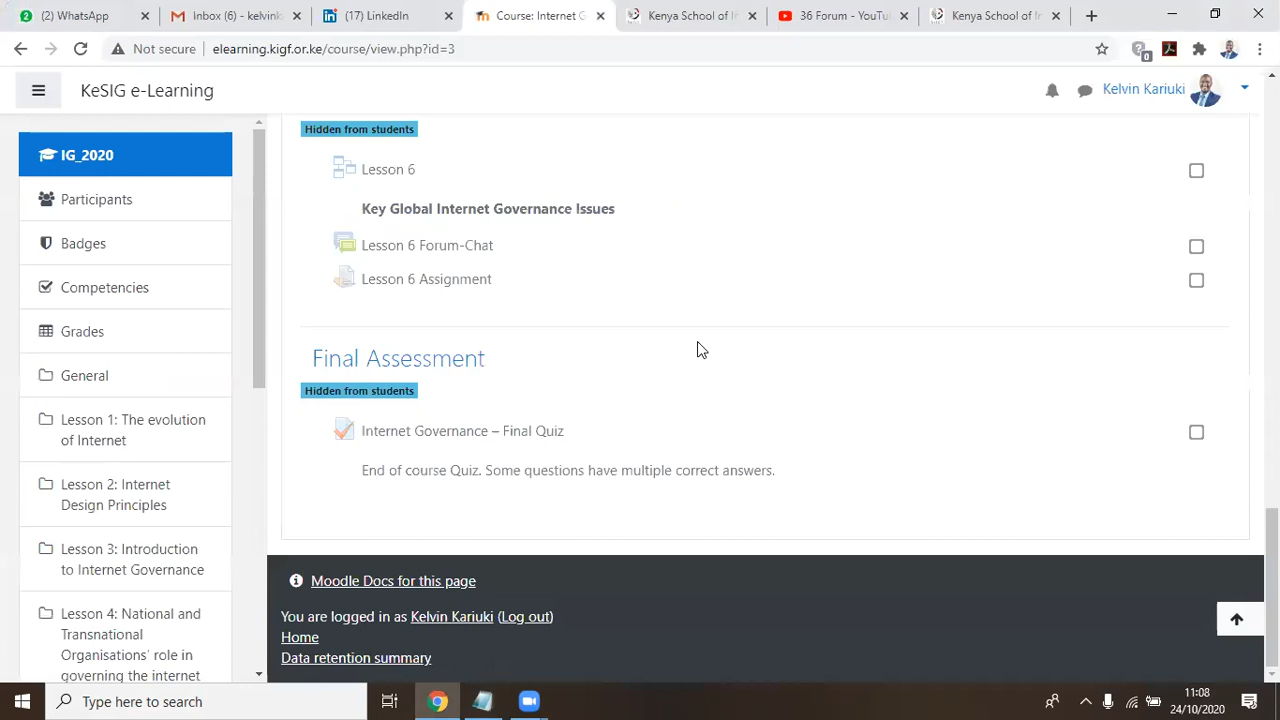 (2) WhatsApp
Inbox (6) - kelvink
(17) LinkedIn
Course: Internet G
Kenya School of In
36 Forum - YouTu
Kenya School of In
Not secure
elearning.kigf.or.ke/course/view.php?id=3
0
KeSIG e-Learning
Kelvin Kariuki
IG_2020
Participants
Badges
Competencies
Grades
General
Lesson 1: The evolution
of Internet
Lesson 2: Internet
Design Principles
Lesson 3: Introduction
to Internet Governance
Lesson 4: National and
Transnational
Organisations' role in
governing the internet
Hidden from students
Lesson 6
Key Global Internet Governance Issues
Lesson 6 Forum-Chat
Lesson 6 Assignment
Final Assessment
Hidden from students
Internet Governance – Final Quiz
End of course Quiz. Some questions have multiple correct answers.
Moodle Docs for this page
You are logged in as Kelvin Kariuki (Log out)
Home
Data retention summary
Type here to search
11:08
24/10/2020